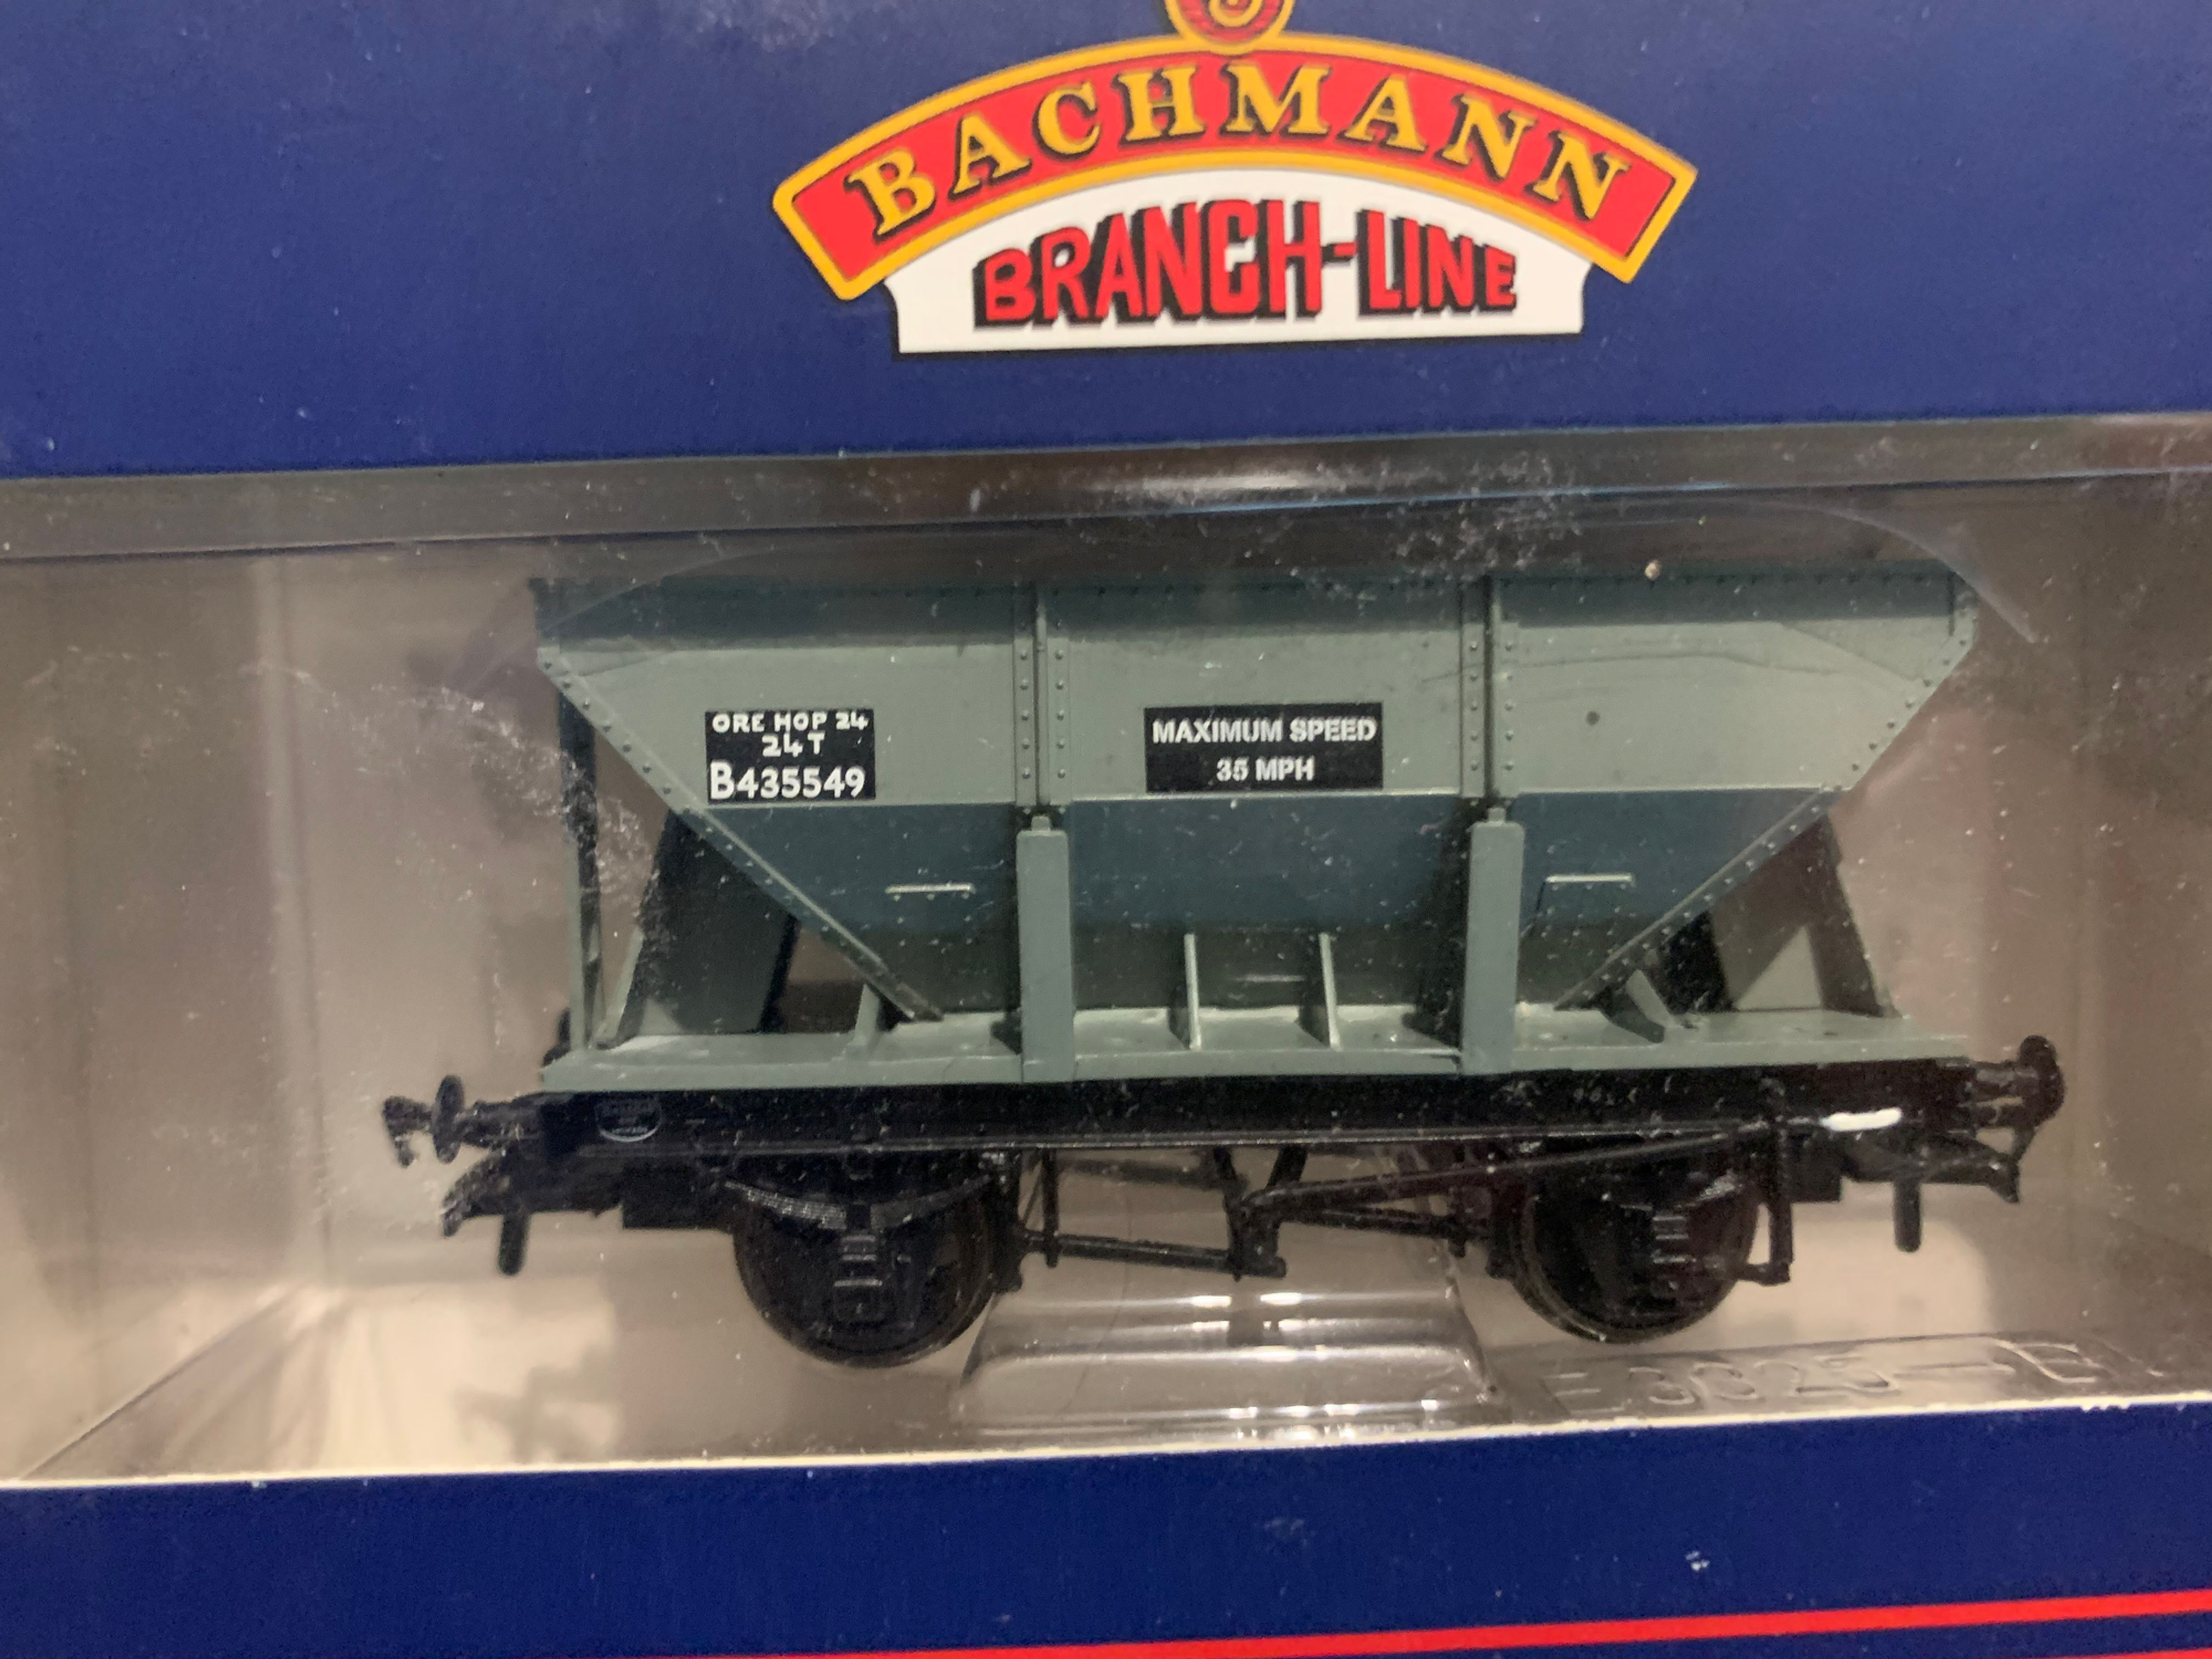 BACHMANN
BRANCH-LINE
ORE HOP 24
24T
B435549
MAXIMUM SPEED
35 MPH